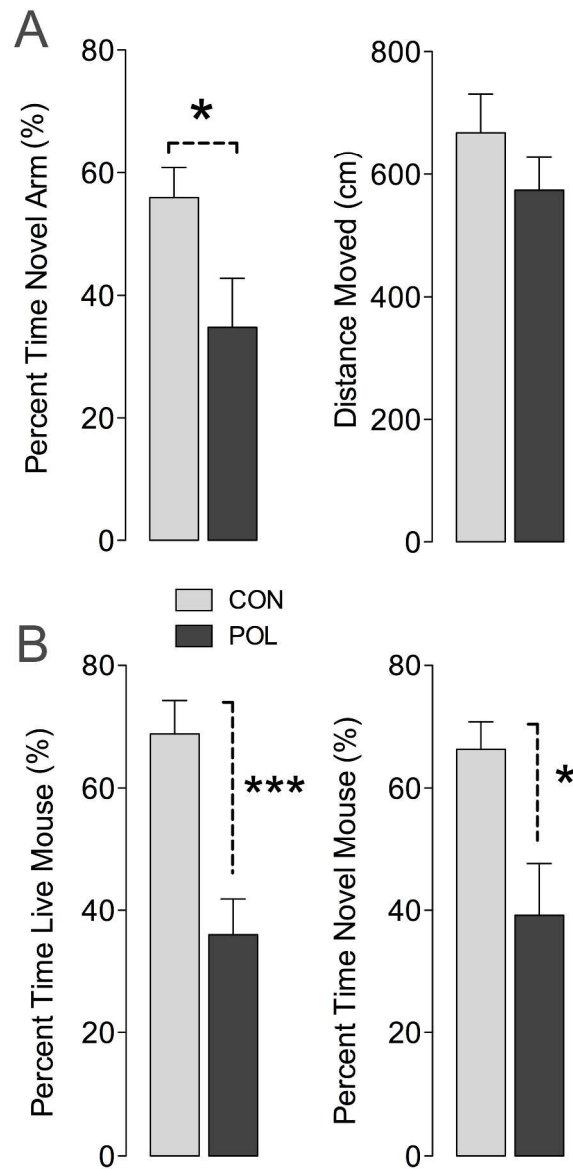 A
Percent Time Novel Arm (%)
80
60
40
20
0
*
Distance Moved (cm)
800
600
400
200
0
CON
POL
B
Percent Time Live Mouse (%)
80
60
40
20
0
***
Percent Time Novel Mouse (%)
80
60
40
20
0
*